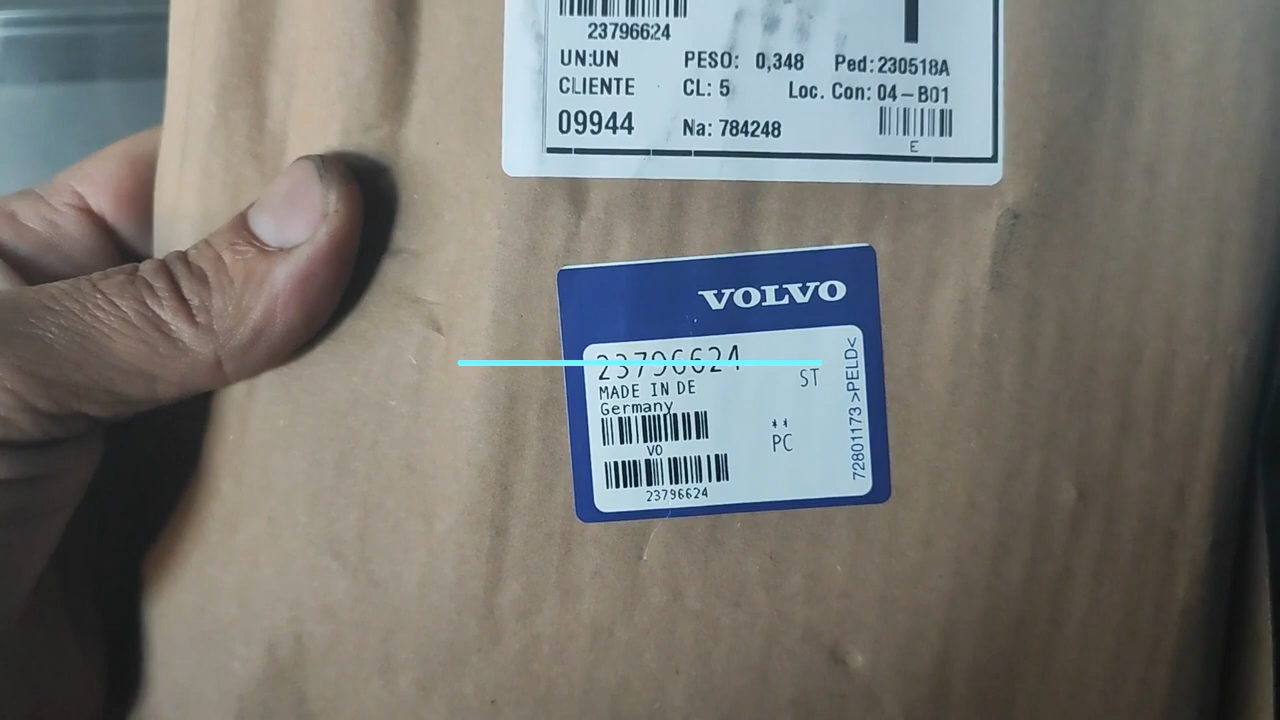 23796624
UN:UN PESO: 0,348 Ped:230518A
CLIENTE CL: 5 Loc. Con: 04-B01
09944 Na: 784248
E
VOLVO
23796624
ST
MADE IN DE
Germany
**
VO
PC
23796624
72801173 >PELD<